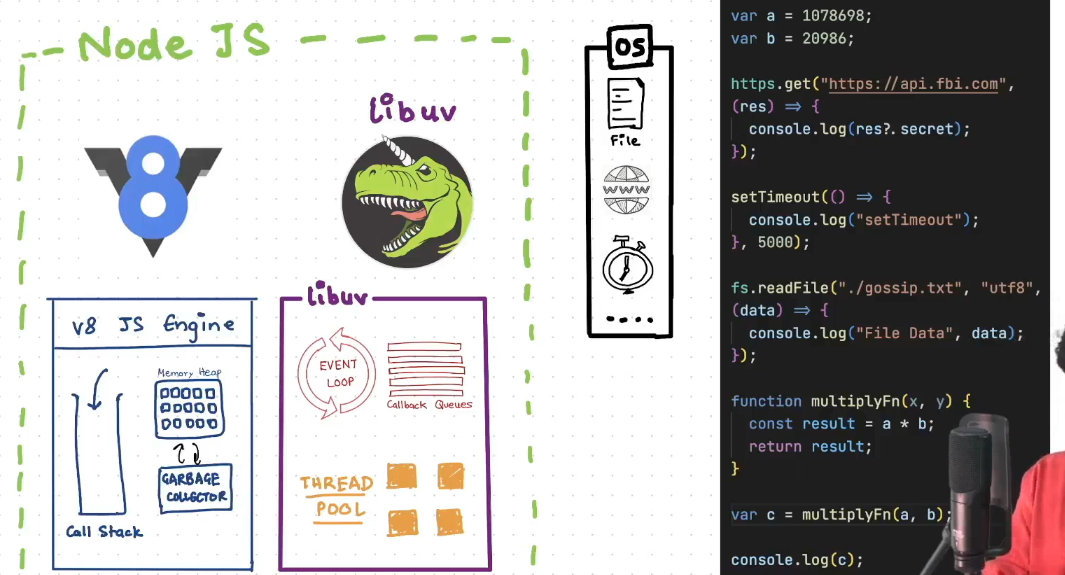 Node JS
libuv
8
V8 JS Engine
Call Stack
Memory Heap
GARBAGE
COLLECTOR
libuv
EVENT
LOOP
Callback Queues
THREAD
POOL
OS
File
WWW
var a = 1078698;
var b = 20986;
https.get("https://api.fbi.com",
(res) => {
console.log(res?.secret);
});
setTimeout(() => {
console.log("setTimeout");
}, 5000);
fs.readFile("./gossip.txt", "utf8",
(data) => {
console.log("File Data", data);
});
function multiplyFn(x, y) {
const result = a * b;
return result;
}
var c = multiplyFn(a, b);
console.log(c);